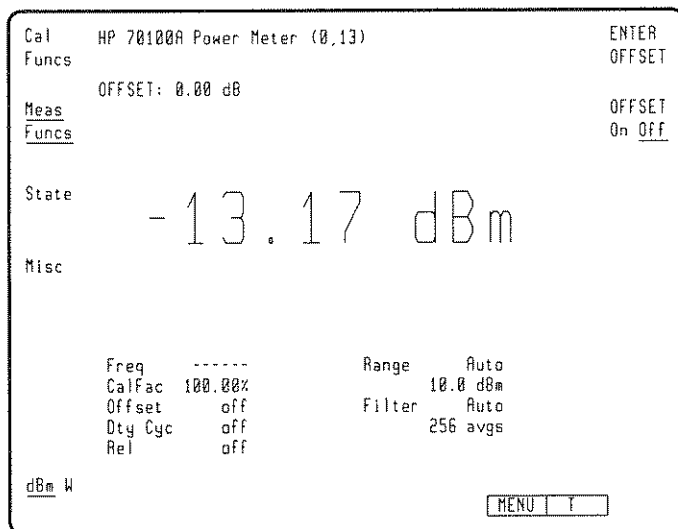 Cal
Funcs
HP 70100A Power Meter (0,13)
ENTER
OFFSET
OFFSET: 0.00 dB
Meas
Funcs
OFFSET
On Off
State
-13.17 dBm
Misc
Freq ------
Range Auto
CalFac 100.00%
10.0 dBm
Offset off
Filter Auto
Dty Cyc off
256 avgs
Rel off
dBm W
MENU T